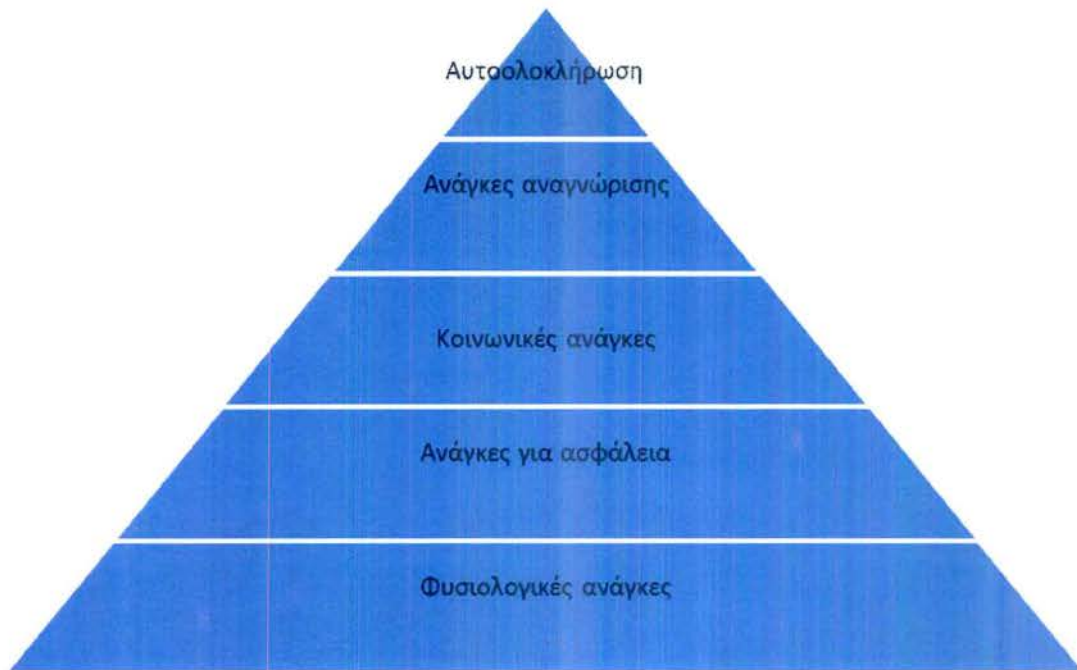 Αυτοολοκλήρωση
Ανάγκες αναγνώρισης
Κοινωνικές ανάγκες
Ανάγκες για ασφάλεια
Φυσιολογικές ανάγκες